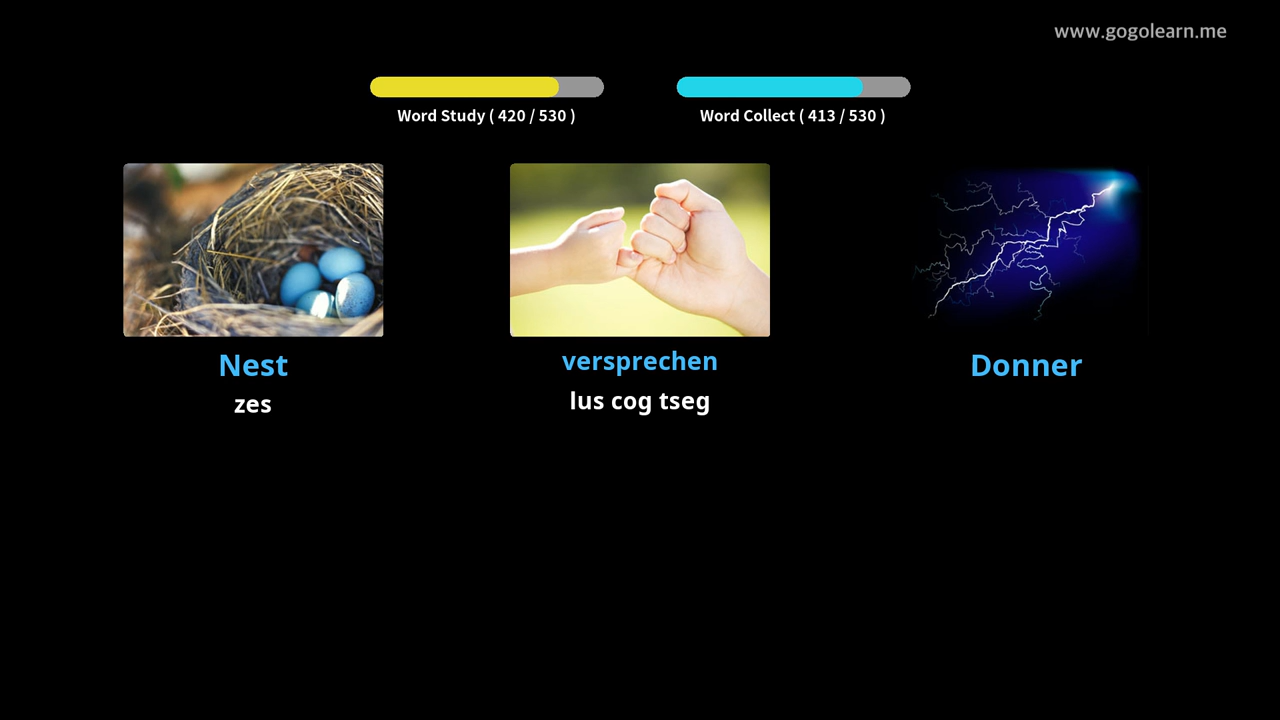 www.gogolearn.me
Word Study ( 420 / 530 )
Word Collect ( 413 / 530 )
Nest
zes
versprechen
lus cog tseg
Donner